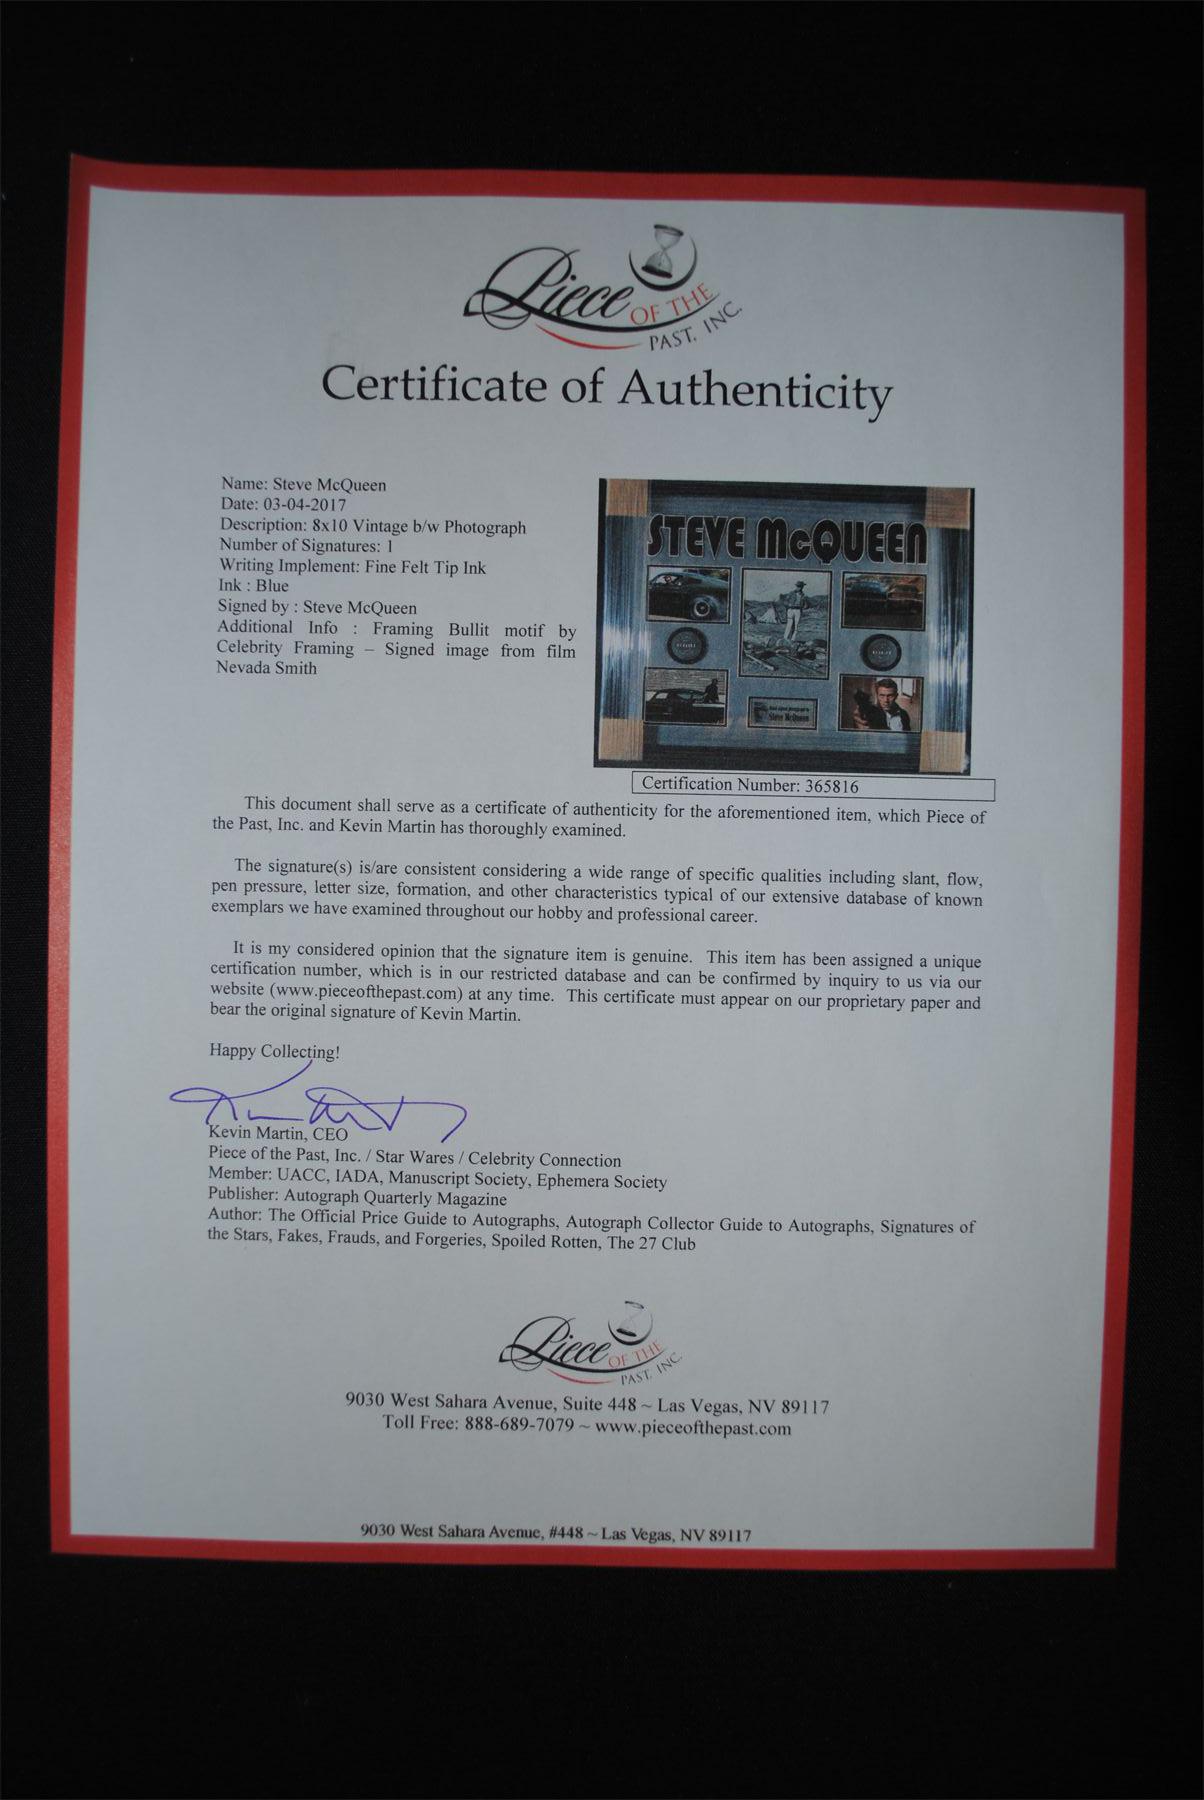 Piece OF THE PAST, INC.
Certificate of Authenticity
Name: Steve McQueen
Date: 03-04-2017
Description: 8x10 Vintage b/w Photograph
Number of Signatures: 1
Writing Implement: Fine Felt Tip Ink
Ink : Blue
Signed by : Steve McQueen
Additional Info : Framing Bullit motif by
Celebrity Framing – Signed image from film
Nevada Smith
STEVE McQUEEN
Steve McQueen
Certification Number: 365816
This document shall serve as a certificate of authenticity for the aforementioned item, which Piece of
the Past, Inc. and Kevin Martin has thoroughly examined.
The signature(s) is/are consistent considering a wide range of specific qualities including slant, flow,
pen pressure, letter size, formation, and other characteristics typical of our extensive database of known
exemplars we have examined throughout our hobby and professional career.
It is my considered opinion that the signature item is genuine. This item has been assigned a unique
certification number, which is in our restricted database and can be confirmed by inquiry to us via our
website (www.pieceofthepast.com) at any time. This certificate must appear on our proprietary paper and
bear the original signature of Kevin Martin.
Happy Collecting!
Kevin Martin, CEO
Piece of the Past, Inc. / Star Wares / Celebrity Connection
Member: UACC, IADA, Manuscript Society, Ephemera Society
Publisher: Autograph Quarterly Magazine
Author: The Official Price Guide to Autographs, Autograph Collector Guide to Autographs, Signatures of
the Stars, Fakes, Frauds, and Forgeries, Spoiled Rotten, The 27 Club
Piece OF THE PAST, INC.
9030 West Sahara Avenue, Suite 448 ~ Las Vegas, NV 89117
Toll Free: 888-689-7079 ~ www.pieceofthepast.com
9030 West Sahara Avenue, #448 ~ Las Vegas, NV 89117